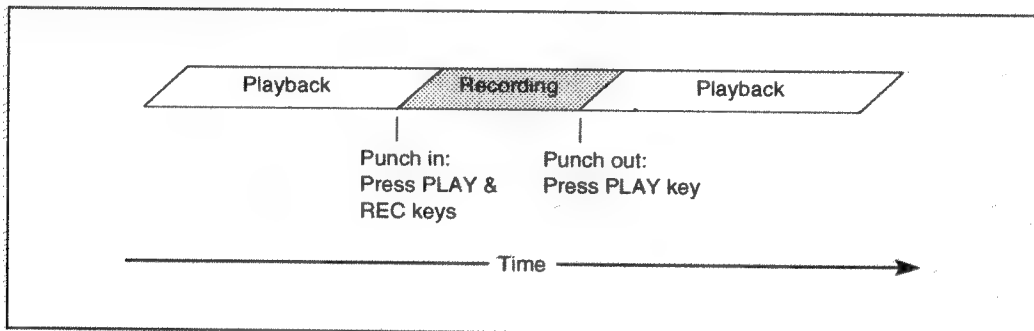 Playback Recording Playback
Punch in:
Press PLAY &
REC keys
Punch out:
Press PLAY key
Time